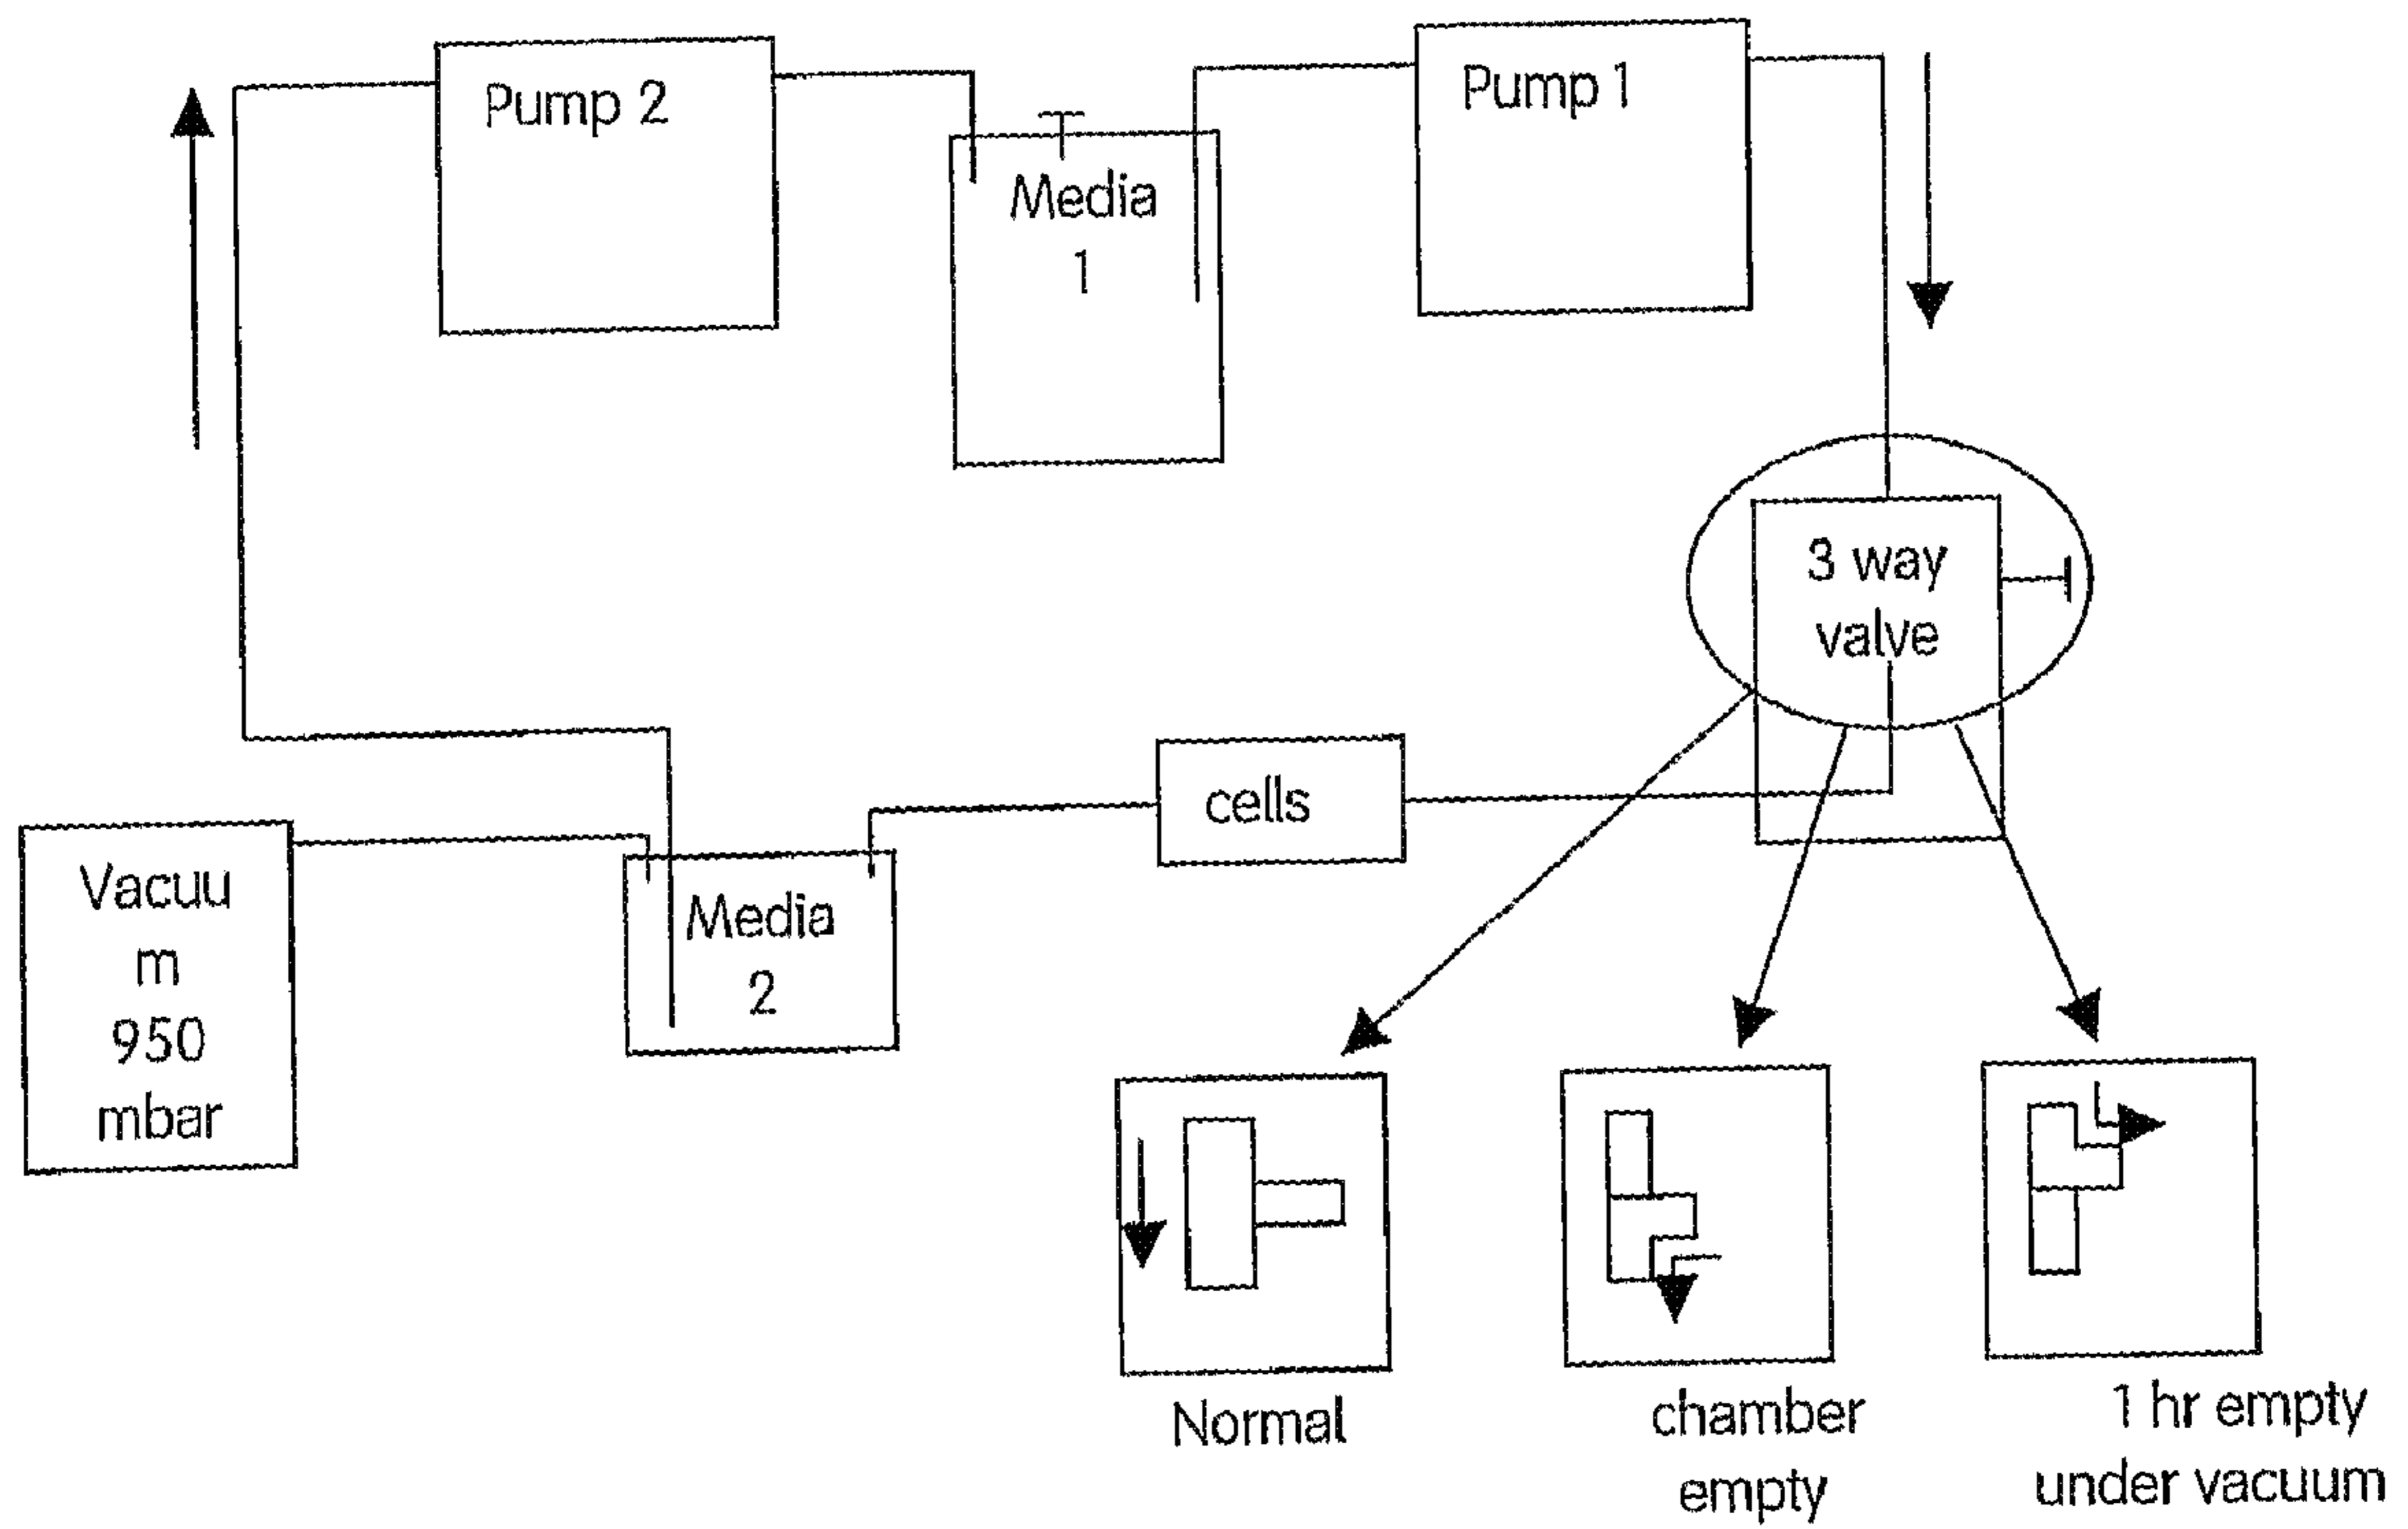 Pump 2
Pump 1
Media
1
3 way
valve
cells
Vacuu
m
950
mbar
Media
2
Normal
chamber
empty
1 hr empty
under vacuum